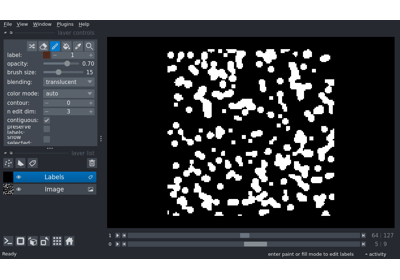 File View Window Plugins Help
layer controls
label: 1
opacity: 0.70
brush size: 15
blending: translucent
color mode: auto
contour: 0
n edit dim: 3
contiguous:
preserve labels:
show selected:
layer list
Labels
Image
1 64 127
0 5 9
Ready enter paint or fill mode to edit labels activity